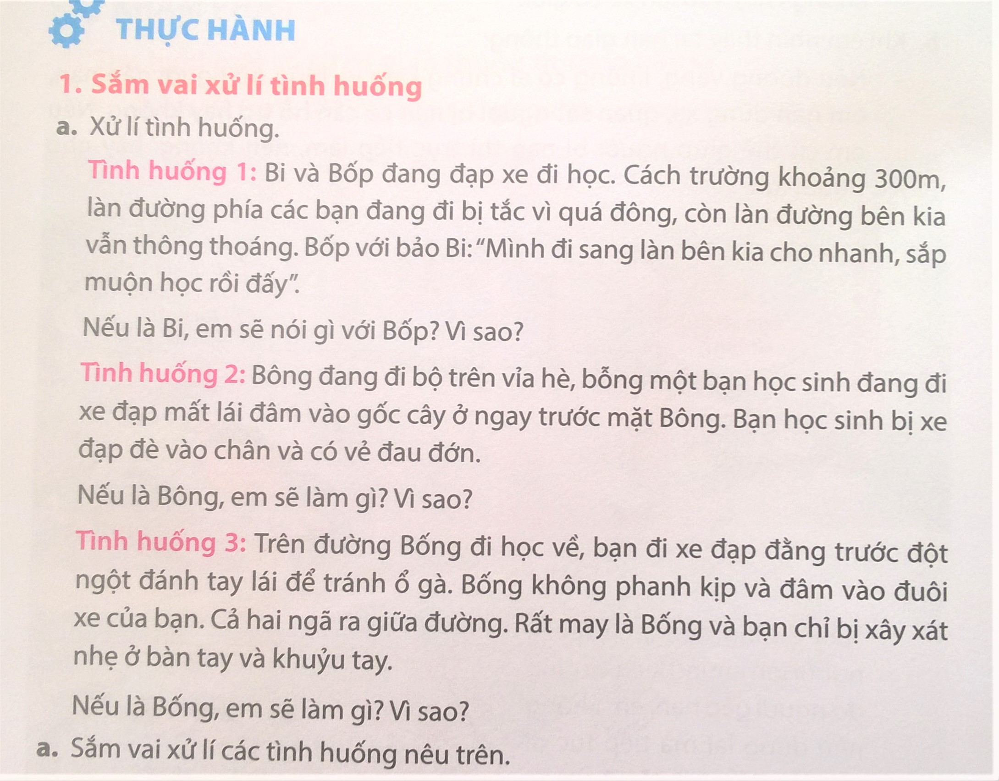 THỰC HÀNH
1. Sắm vai xử lí tình huống
a. Xử lí tình huống.
Tình huống 1: Bi và Bốp đang đạp xe đi học. Cách trường khoảng 300m,
làn đường phía các bạn đang đi bị tắc vì quá đông, còn làn đường bên kia
vẫn thông thoáng. Bốp với bảo Bi: “Mình đi sang làn bên kia cho nhanh, sắp
muộn học rồi đấy”.
Nếu là Bi, em sẽ nói gì với Bốp? Vì sao?
Tình huống 2: Bông đang đi bộ trên vỉa hè, bỗng một bạn học sinh đang đi
xe đạp mất lái đâm vào gốc cây ở ngay trước mặt Bông. Bạn học sinh bị xe
đạp đè vào chân và có vẻ đau đớn.
Nếu là Bông, em sẽ làm gì? Vì sao?
Tình huống 3: Trên đường Bống đi học về, bạn đi xe đạp đằng trước đột
ngột đánh tay lái để tránh ổ gà. Bống không phanh kịp và đâm vào đuôi
xe của bạn. Cả hai ngã ra giữa đường. Rất may là Bống và bạn chỉ bị xây xát
nhẹ ở bàn tay và khuỷu tay.
Nếu là Bống, em sẽ làm gì? Vì sao?
a. Sắm vai xử lí các tình huống nêu trên.